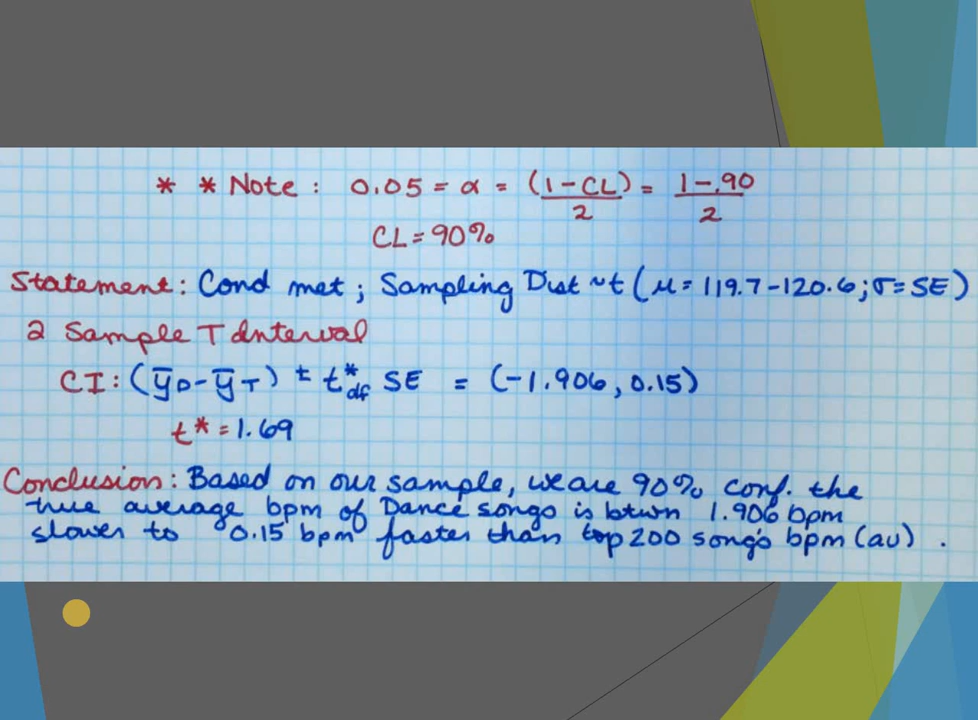 * * Note : 0.05 = α = (1-CL) = 1-.90
2 2
CL = 90%
Statement: Cond met; Sampling Dist ~t (μ = 119.7-120.6; σ = SE)
2 Sample T Interval
CI: (ȳD - ȳT) ± t*df SE = (-1.906, 0.15)
t* = 1.69
Conclusion: Based on our sample, we are 90% conf. the
true average bpm of Dance songs is btwn 1.906 bpm
slower to 0.15 bpm faster than top 200 songs bpm (av) .